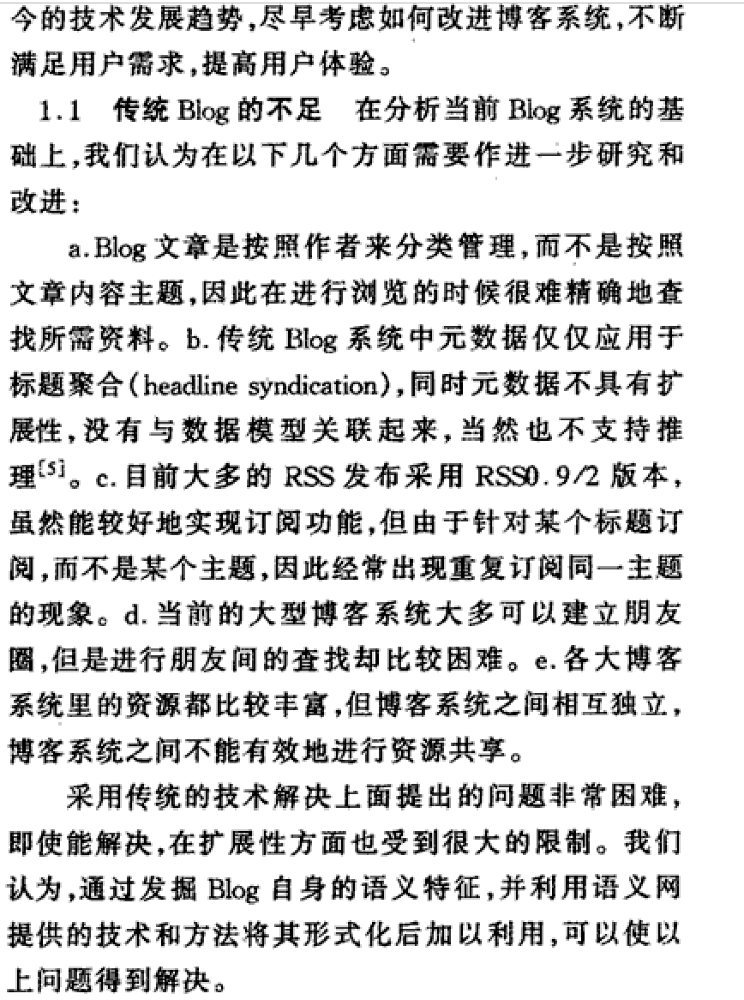 今的技术发展趋势,尽早考虑如何改进博客系统,不断
满足用户需求,提高用户体验。
1.1 传统 Blog 的不足 在分析当前 Blog 系统的基
础上,我们认为在以下几个方面需要作进一步研究和
改进:
a.Blog 文章是按照作者来分类管理,而不是按照
文章内容主题,因此在进行浏览的时候很难精确地查
找所需资料。b.传统 Blog 系统中元数据仅仅应用于
标题聚合(headline syndication),同时元数据不具有扩
展性,没有与数据模型关联起来,当然也不支持推
理[5]。c.目前大多的 RSS 发布采用 RSS0.9/2 版本,
虽然能较好地实现订阅功能,但由于针对某个标题订
阅,而不是某个主题,因此经常出现重复订阅同一主题
的现象。d.当前的大型博客系统大多可以建立朋友
圈,但是进行朋友间的查找却比较困难。e.各大博客
系统里的资源都比较丰富,但博客系统之间相互独立,
博客系统之间不能有效地进行资源共享。
采用传统的技术解决上面提出的问题非常困难,
即使能解决,在扩展性方面也受到很大的限制。我们
认为,通过发掘 Blog 自身的语义特征,并利用语义网
提供的技术和方法将其形式化后加以利用,可以使以
上问题得到解决。